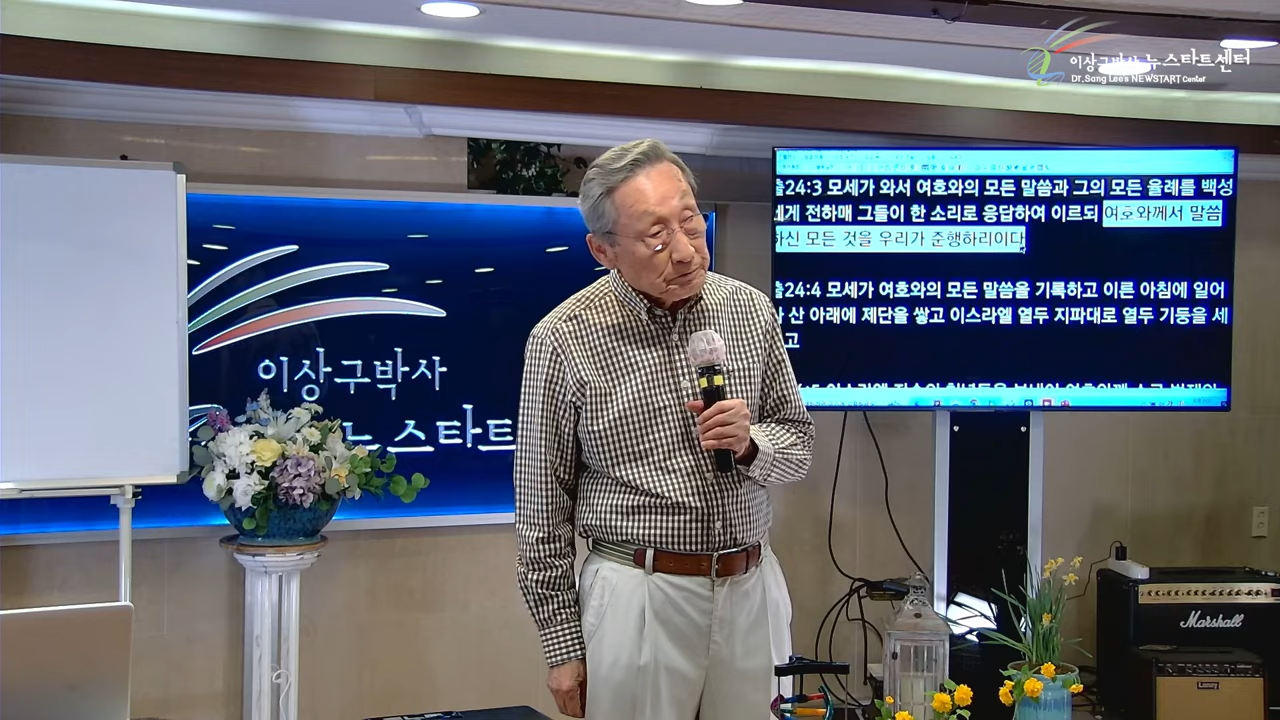 이상구박사 뉴스타트센터
Dr. Sang Lee's NEWSTART Center
출24:3 모세가 와서 여호와의 모든 말씀과 그의 모든 율례를 백성
에게 전하매 그들이 한 소리로 응답하여 이르되 여호와께서 말씀
하신 모든 것을 우리가 준행하리이다
출24:4 모세가 여호와의 모든 말씀을 기록하고 이른 아침에 일어
산 아래에 제단을 쌓고 이스라엘 열두 지파대로 열두 기둥을 세
고
이상구박사
뉴스타트
Marshall
Laney